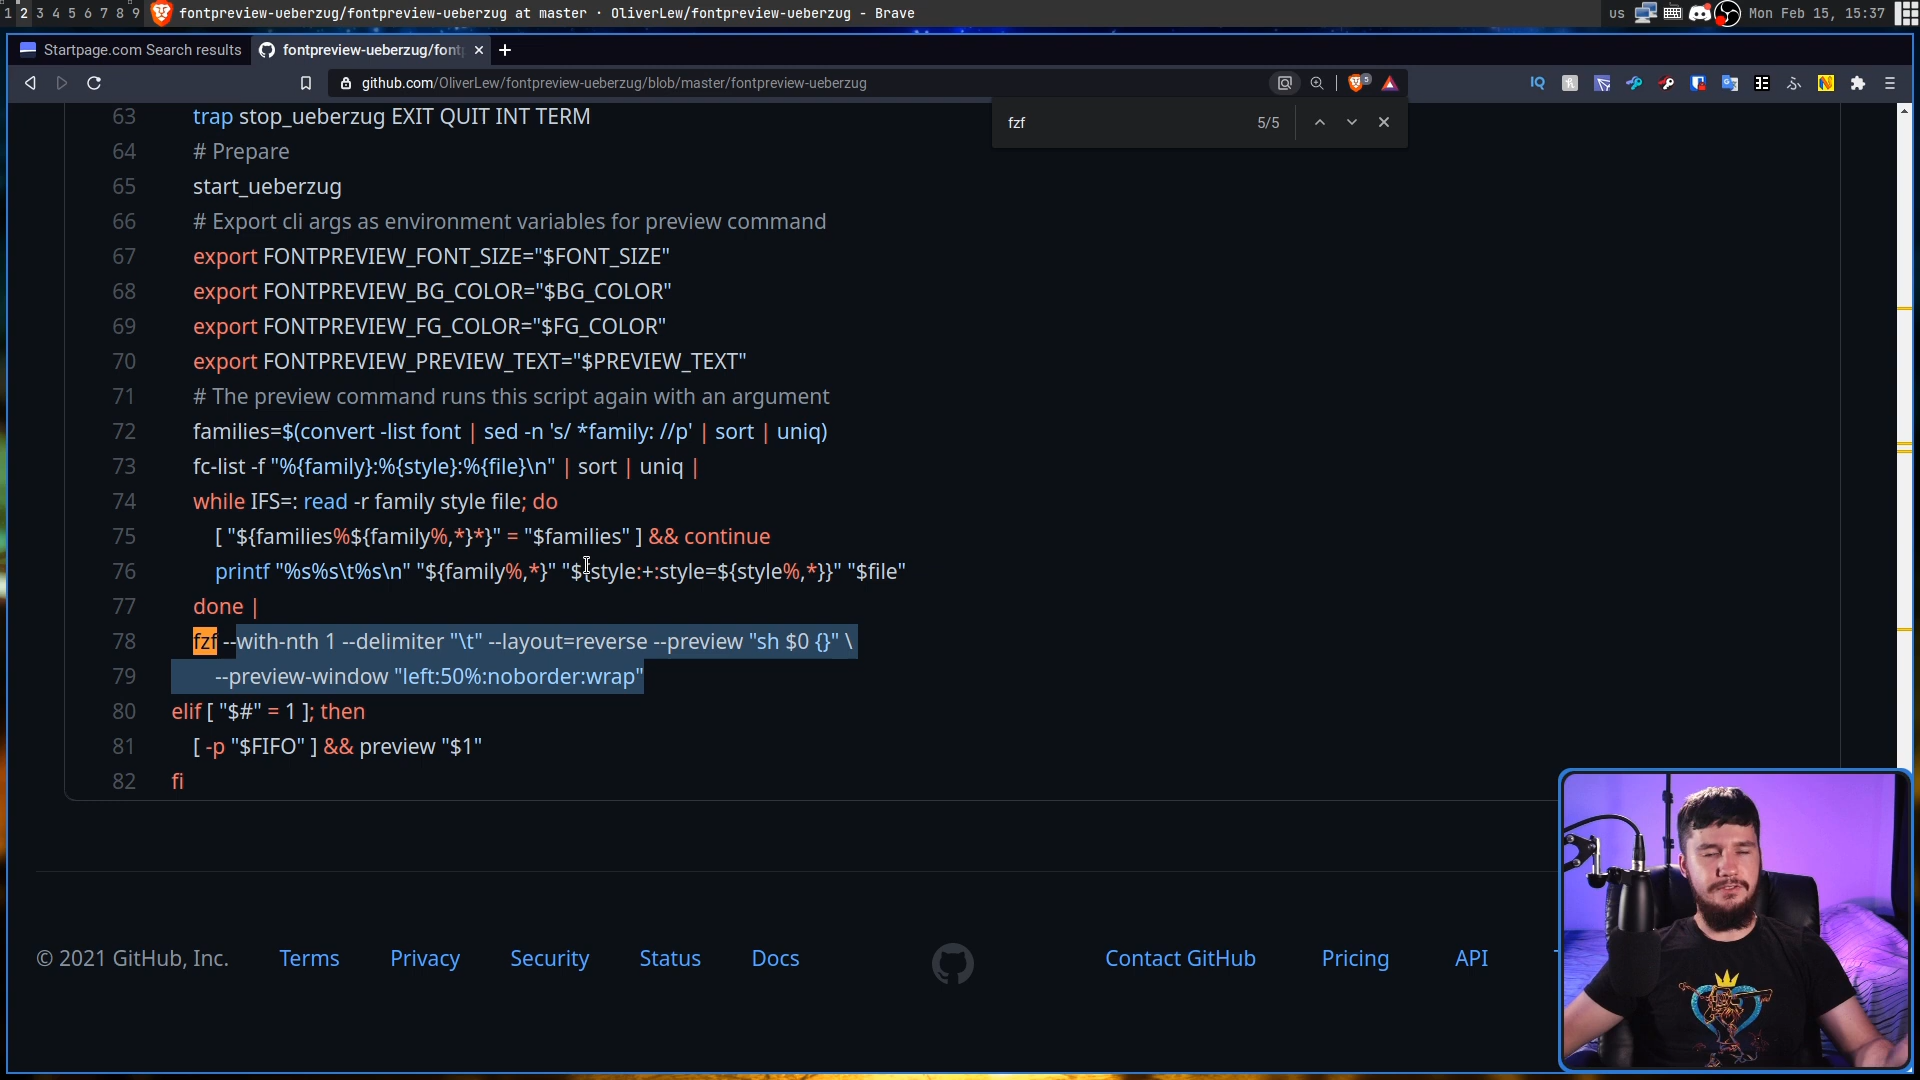 1 2 3 4 5 6 7 8 9 fontpreview-ueberzug/fontpreview-ueberzug at master · OliverLew/fontpreview-ueberzug - Brave us Mon Feb 15, 15:37
Startpage.com Search results fontpreview-ueberzug/font
github.com/OliverLew/fontpreview-ueberzug/blob/master/fontpreview-ueberzug 5 IQ
fzf 5/5
63 trap stop_ueberzug EXIT QUIT INT TERM
64 # Prepare
65 start_ueberzug
66 # Export cli args as environment variables for preview command
67 export FONTPREVIEW_FONT_SIZE="$FONT_SIZE"
68 export FONTPREVIEW_BG_COLOR="$BG_COLOR"
69 export FONTPREVIEW_FG_COLOR="$FG_COLOR"
70 export FONTPREVIEW_PREVIEW_TEXT="$PREVIEW_TEXT"
71 # The preview command runs this script again with an argument
72 families=$(convert -list font | sed -n 's/ *family: //p' | sort | uniq)
73 fc-list -f "%{family}:%{style}:%{file}\n" | sort | uniq |
74 while IFS=: read -r family style file; do
75 [ "${families%${family%,*}*}" = "$families" ] && continue
76 printf "%s%s\t%s\n" "${family%,*}" "${style:+:style=${style%,*}}" "$file"
77 done |
78 fzf --with-nth 1 --delimiter "\t" --layout=reverse --preview "sh $0 {}" \
79 --preview-window "left:50%:noborder:wrap"
80 elif [ "$#" = 1 ]; then
81 [ -p "$FIFO" ] && preview "$1"
82 fi
© 2021 GitHub, Inc. Terms Privacy Security Status Docs Contact GitHub Pricing API